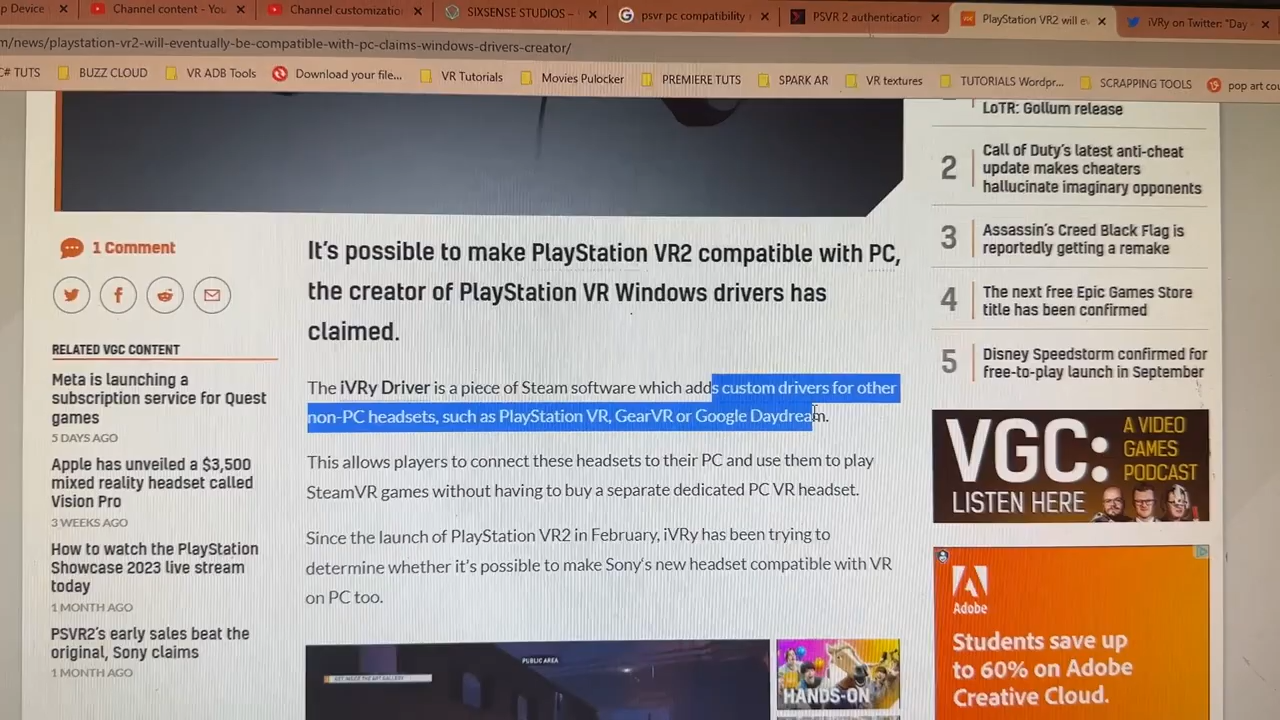 p Device
Channel content - You
Channel customizatio
SIXSENSE STUDIOS –
psvr pc compatibility
PSVR 2 authentication
PlayStation VR2 will ev
iVRy on Twitter: "Day
m/news/playstation-vr2-will-eventually-be-compatible-with-pc-claims-windows-drivers-creator/
C# TUTS
BUZZ CLOUD
VR ADB Tools
Download your file...
VR Tutorials
Movies Pulocker
PREMIERE TUTS
SPARK AR
VR textures
TUTORIALS Wordpr...
SCRAPPING TOOLS
pop art cou
1 Comment
RELATED VGC CONTENT
Meta is launching a
subscription service for Quest
games
5 DAYS AGO
Apple has unveiled a $3,500
mixed reality headset called
Vision Pro
3 WEEKS AGO
How to watch the PlayStation
Showcase 2023 live stream
today
1 MONTH AGO
PSVR2's early sales beat the
original, Sony claims
1 MONTH AGO
It's possible to make PlayStation VR2 compatible with PC,
the creator of PlayStation VR Windows drivers has
claimed.
The iVRy Driver is a piece of Steam software which adds custom drivers for other
non-PC headsets, such as PlayStation VR, GearVR or Google Daydream.
This allows players to connect these headsets to their PC and use them to play
SteamVR games without having to buy a separate dedicated PC VR headset.
Since the launch of PlayStation VR2 in February, iVRy has been trying to
determine whether it's possible to make Sony's new headset compatible with VR
on PC too.
PUBLIC AREA
GET INSIDE THE ART GALLERY
HANDS-ON
LoTR: Gollum release
2
Call of Duty's latest anti-cheat
update makes cheaters
hallucinate imaginary opponents
3
Assassin's Creed Black Flag is
reportedly getting a remake
4
The next free Epic Games Store
title has been confirmed
5
Disney Speedstorm confirmed for
free-to-play launch in September
VGC:
A VIDEO
GAMES
PODCAST
LISTEN HERE
Adobe
Students save up
to 60% on Adobe
Creative Cloud.